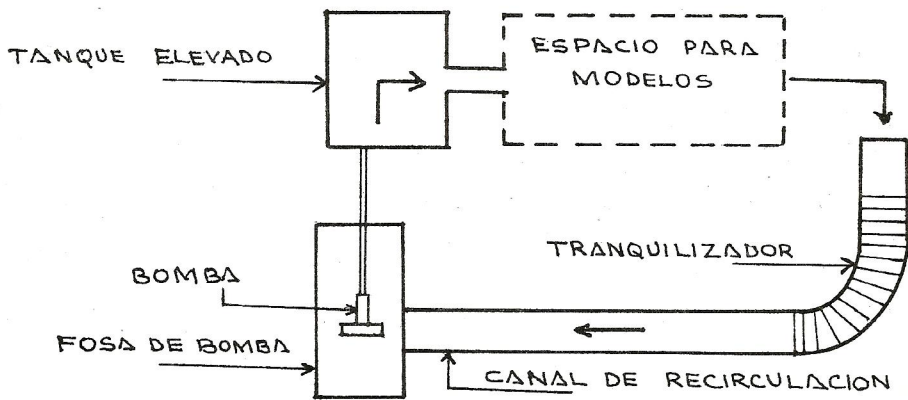 TANQUE ELEVADO
ESPACIO PARA
MODELOS
TRANQUILIZADOR
BOMBA
FOSA DE BOMBA
CANAL DE RECIRCULACION